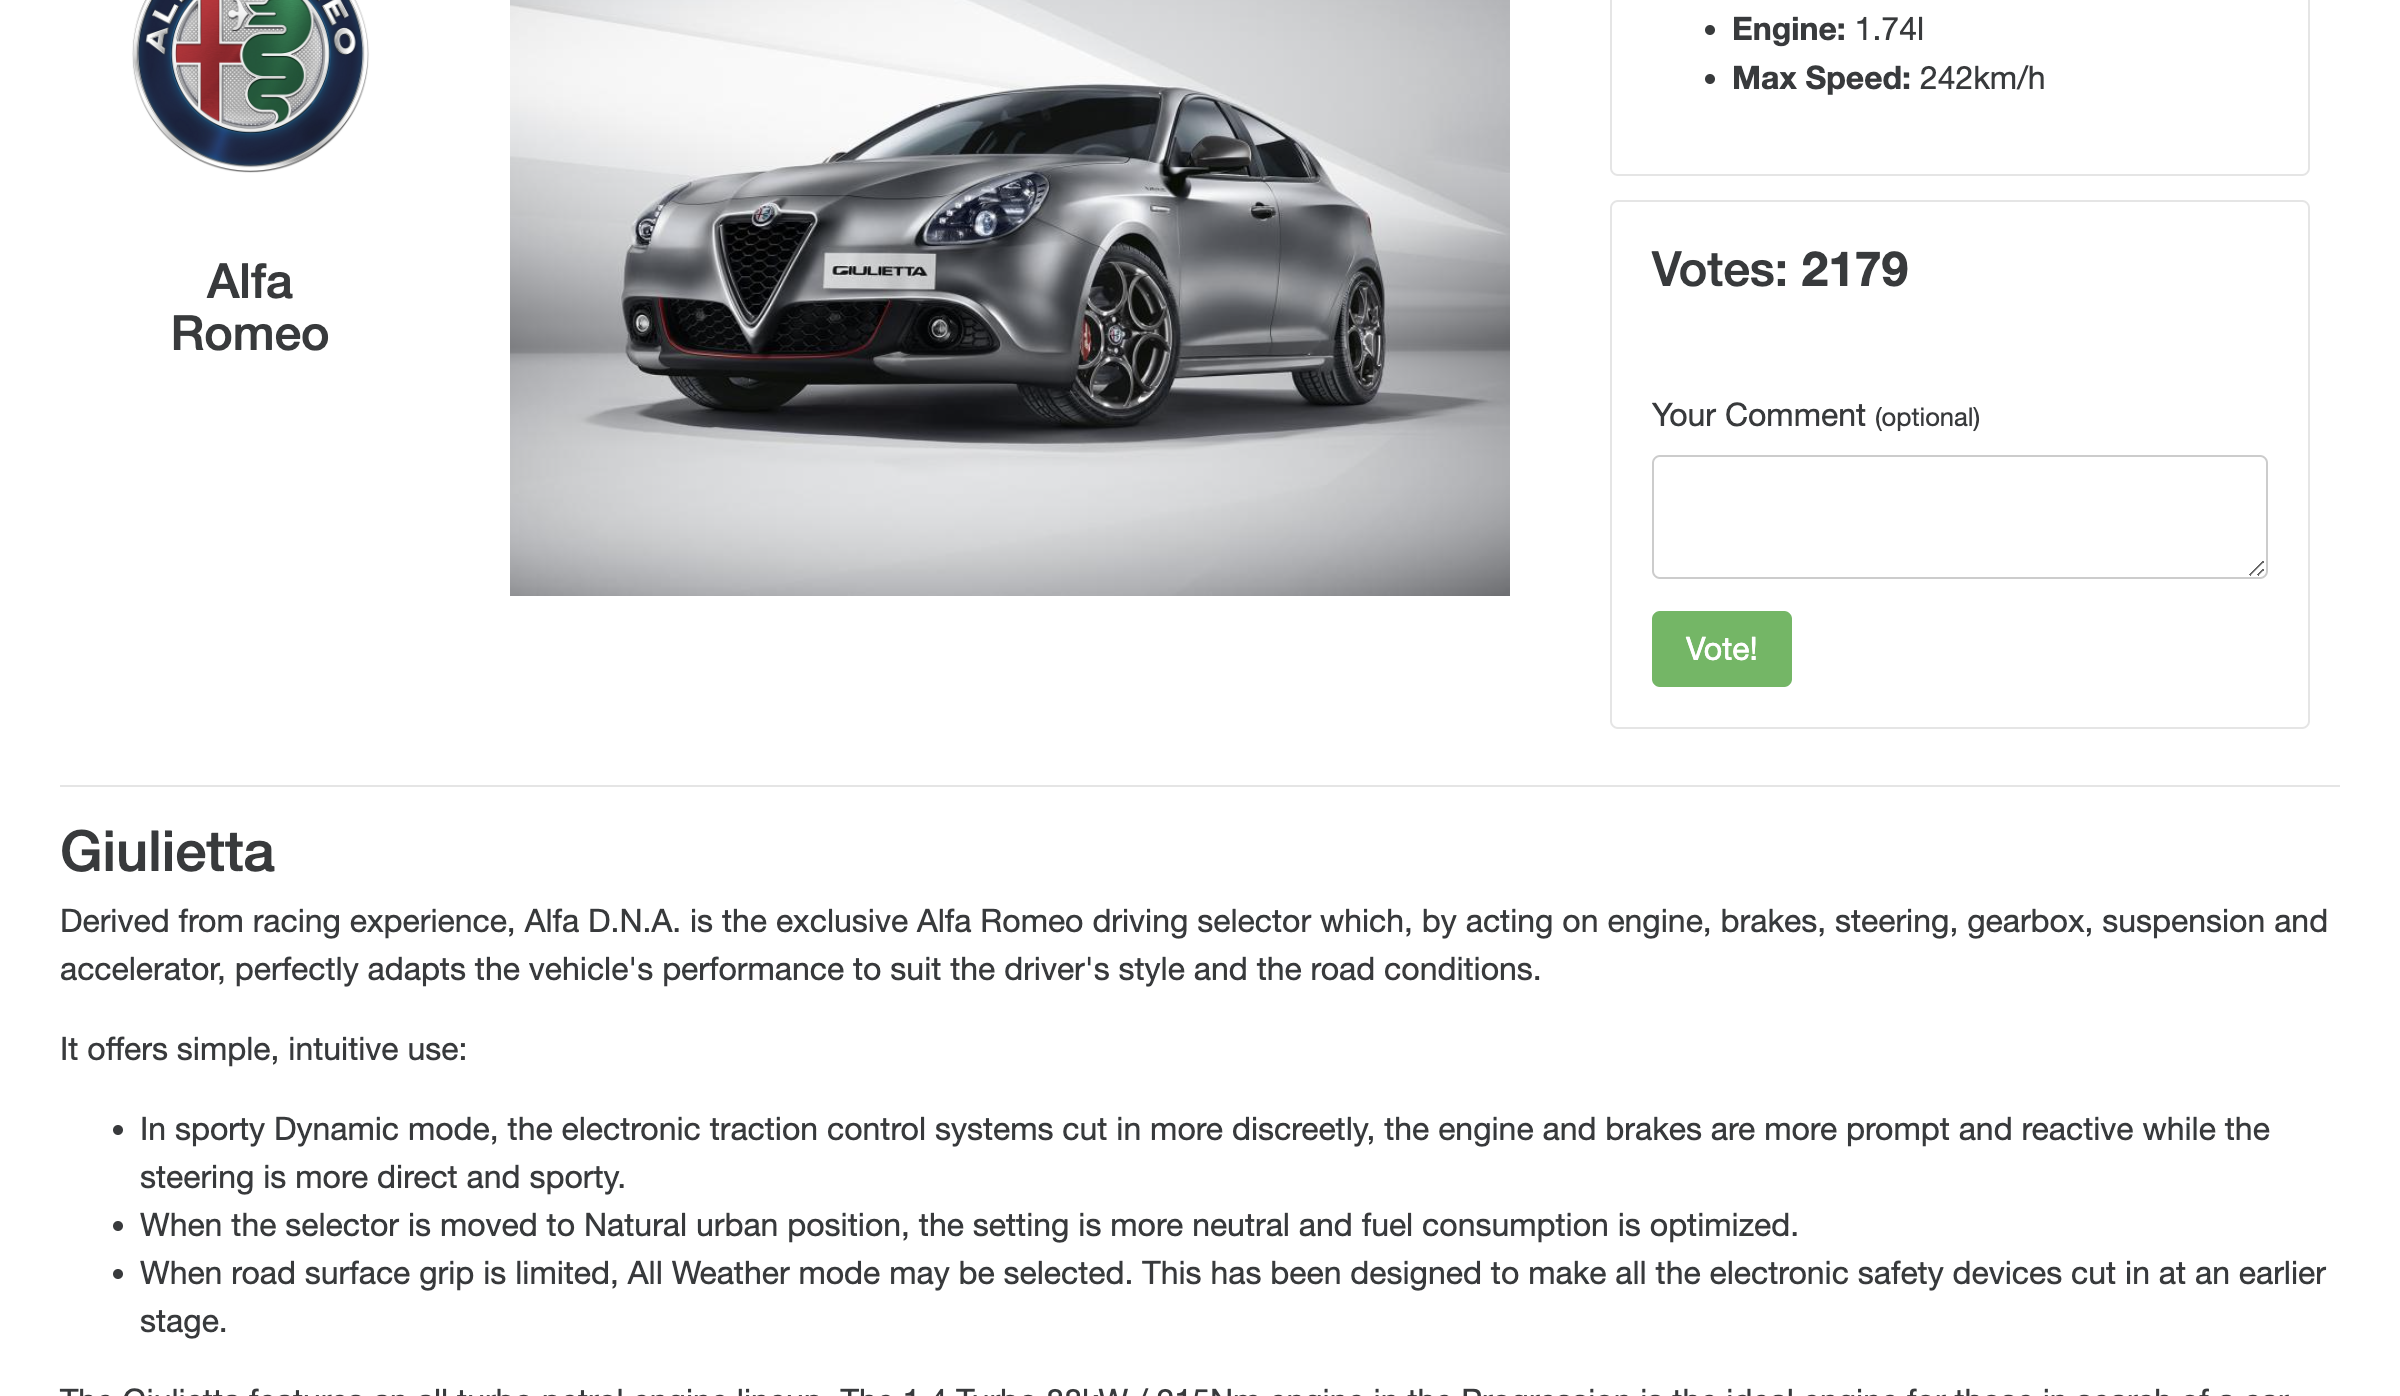 Alfa
Romeo
GIULIETTA
Engine: 1.74l
Max Speed: 242km/h
Votes: 2179
Your Comment (optional)
Vote!
Giulietta
Derived from racing experience, Alfa D.N.A. is the exclusive Alfa Romeo driving selector which, by acting on engine, brakes, steering, gearbox, suspension and
accelerator, perfectly adapts the vehicle's performance to suit the driver's style and the road conditions.
It offers simple, intuitive use:
In sporty Dynamic mode, the electronic traction control systems cut in more discreetly, the engine and brakes are more prompt and reactive while the
steering is more direct and sporty.
When the selector is moved to Natural urban position, the setting is more neutral and fuel consumption is optimized.
When road surface grip is limited, All Weather mode may be selected. This has been designed to make all the electronic safety devices cut in at an earlier
stage.